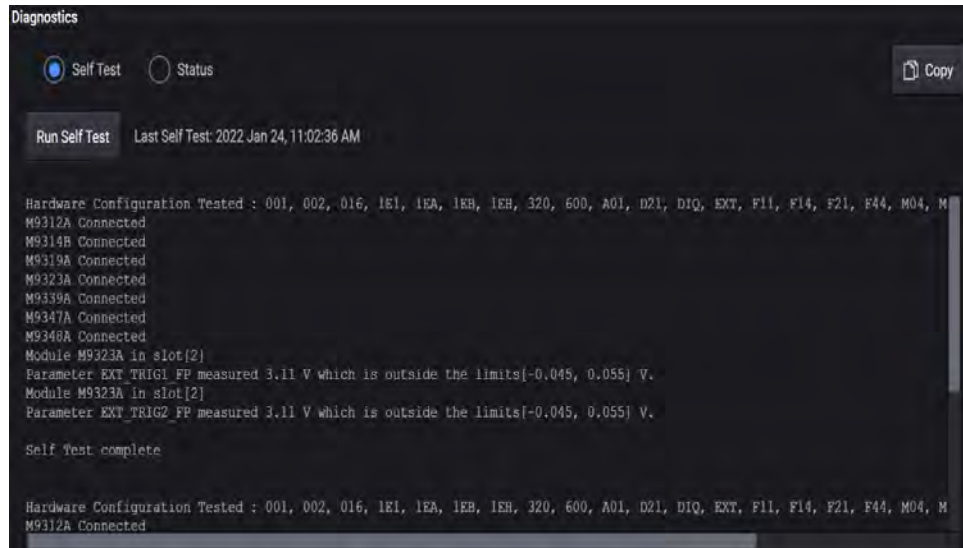 Diagnostics
Self Test Status
Copy
Run Self Test Last Self Test: 2022 Jan 24, 11:02:36 AM
Hardware Configuration Tested : 001, 002, 016, 1E1, 1EA, 1EB, 1EH, 320, 600, A01, D21, DIQ, EXT, F11, F14, F21, F44, M04, M
M9312A Connected
M9314B Connected
M9319A Connected
M9323A Connected
M9339A Connected
M9347A Connected
M9348A Connected
Module M9323A in slot[2]
Parameter EXT_TRIG1_FP measured 3.11 V which is outside the limits[-0.045, 0.055] V.
Module M9323A in slot[2]
Parameter EXT_TRIG2_FP measured 3.11 V which is outside the limits[-0.045, 0.055] V.
Self Test complete
Hardware Configuration Tested : 001, 002, 016, 1E1, 1EA, 1EB, 1EH, 320, 600, A01, D21, DIQ, EXT, F11, F14, F21, F44, M04, M
M9312A Connected